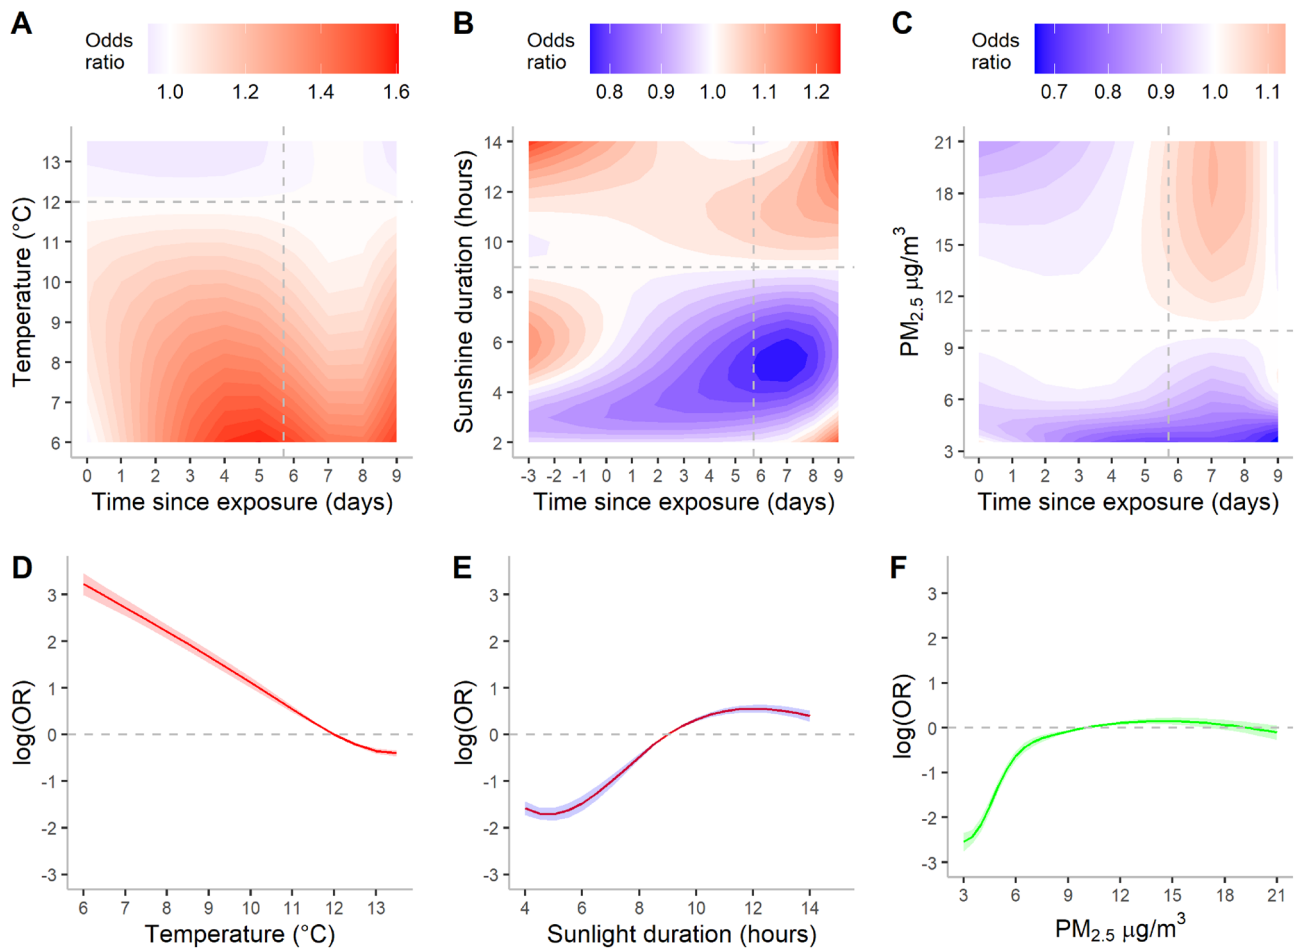 A
Odds
ratio
1.0 1.2 1.4 1.6
B
Odds
ratio
0.8 0.9 1.0 1.1 1.2
C
Odds
ratio
0.7 0.8 0.9 1.0 1.1
Temperature (°C)
13
12
11
10
9
8
7
6
0 1 2 3 4 5 6 7 8 9
Time since exposure (days)
Sunshine duration (hours)
14
12
10
8
6
4
2
-3 -2 -1 0 1 2 3 4 5 6 7 8 9
Time since exposure (days)
PM2.5 µg/m³
21
18
15
12
9
6
3
0 1 2 3 4 5 6 7 8 9
Time since exposure (days)
D
log(OR)
3
2
1
0
-1
-2
-3
6 7 8 9 10 11 12 13
Temperature (°C)
E
log(OR)
3
2
1
0
-1
-2
-3
4 6 8 10 12 14
Sunlight duration (hours)
F
log(OR)
3
2
1
0
-1
-2
-3
3 6 9 12 15 18 21
PM2.5 µg/m³